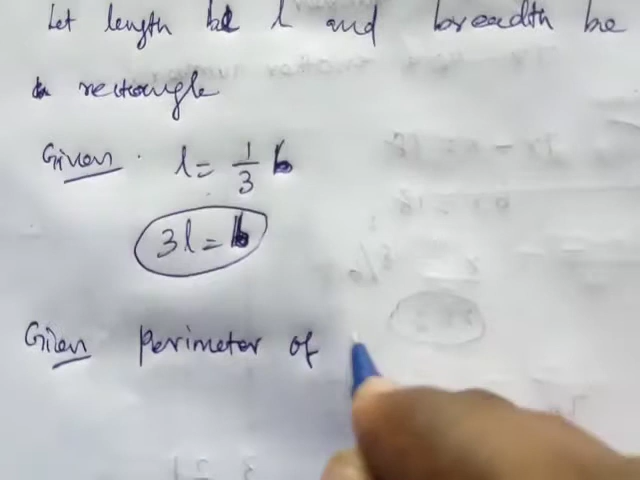 Let length be l and breadth be
rectangle
Given. l = 1/3 b
3l = b
Given perimeter of